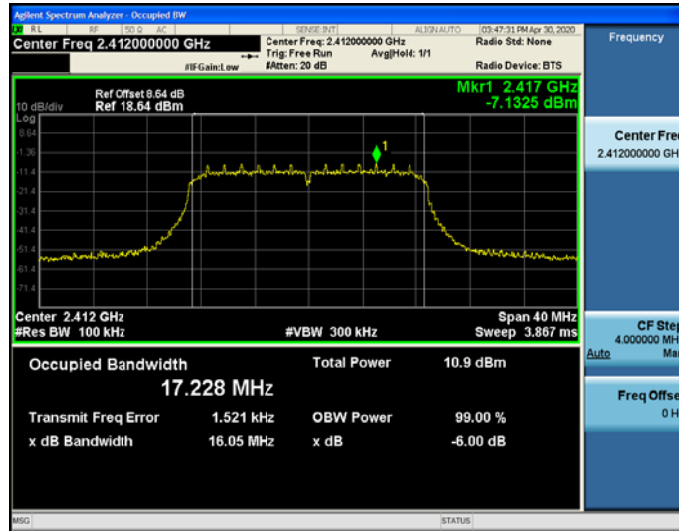 Agilent Spectrum Analyzer - Occupied BW
LXI RL RF 50 Ω AC SENSE:INT ALIGN AUTO 03:47:31 PM Apr 30, 2020
Center Freq 2.412000000 GHz
Center Freq: 2.412000000 GHz
Radio Std: None
Trig: Free Run
Avg|Hold: 1/1
#IFGain:Low
#Atten: 20 dB
Radio Device: BTS
Frequency
Ref Offset 8.64 dB
Mkr1 2.417 GHz
10 dB/div
Ref 18.64 dBm
-7.1325 dBm
Log
8.64
-1.36
-11.4
-21.4
-31.4
-41.4
-51.4
-61.4
-71.4
1
Center Fre
2.412000000 GH
Center 2.412 GHz
Span 40 MHz
#Res BW 100 kHz
#VBW 300 kHz
Sweep 3.867 ms
CF Step
4.000000 MH
Auto Ma
Freq Offse
0 H
Occupied Bandwidth
Total Power
10.9 dBm
17.228 MHz
Transmit Freq Error
1.521 kHz
OBW Power
99.00 %
x dB Bandwidth
16.05 MHz
x dB
-6.00 dB
MSG
STATUS